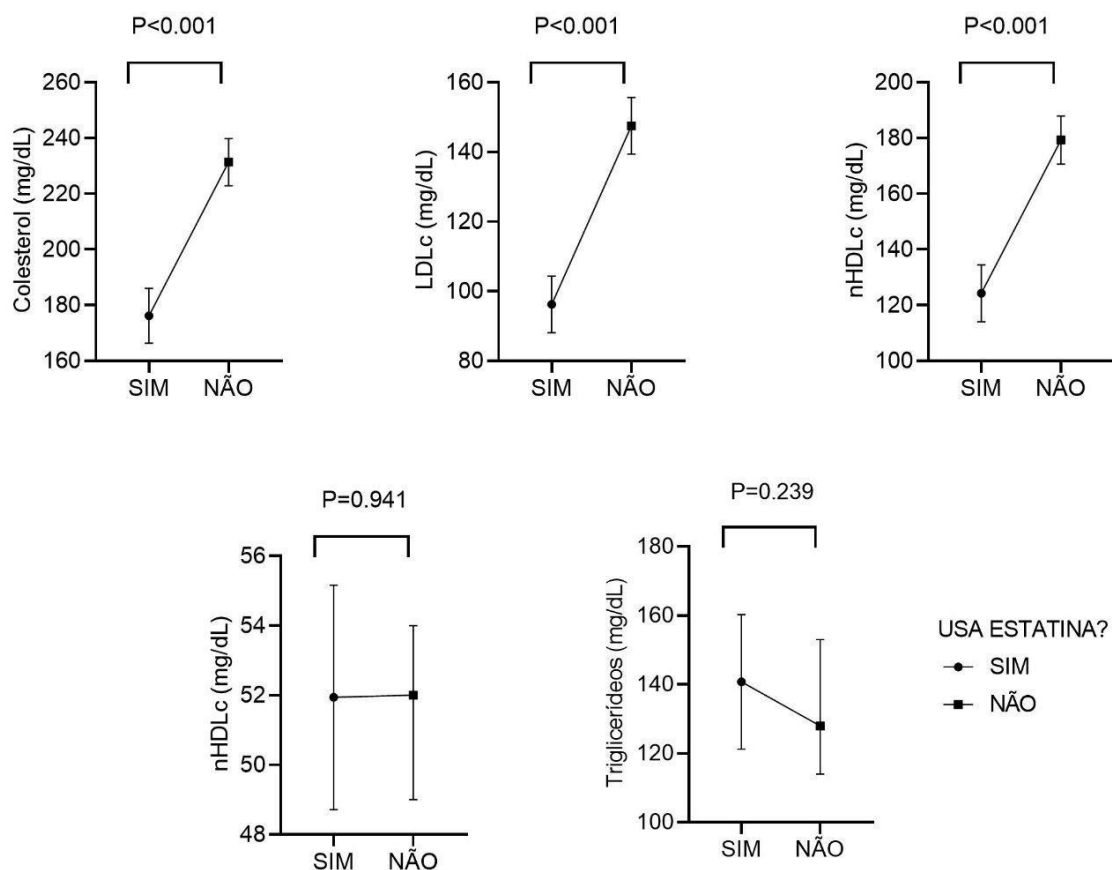 P<0.001
Colesterol (mg/dL)
260
240
220
200
180
160
SIM NÃO
P<0.001
LDLc (mg/dL)
160
140
120
100
80
SIM NÃO
P<0.001
nHDLc (mg/dL)
200
180
160
140
120
100
SIM NÃO
P=0.941
nHDLc (mg/dL)
56
54
52
50
48
SIM NÃO
P=0.239
Triglicerídeos (mg/dL)
180
160
140
120
100
SIM NÃO
USA ESTATINA?
SIM
NÃO